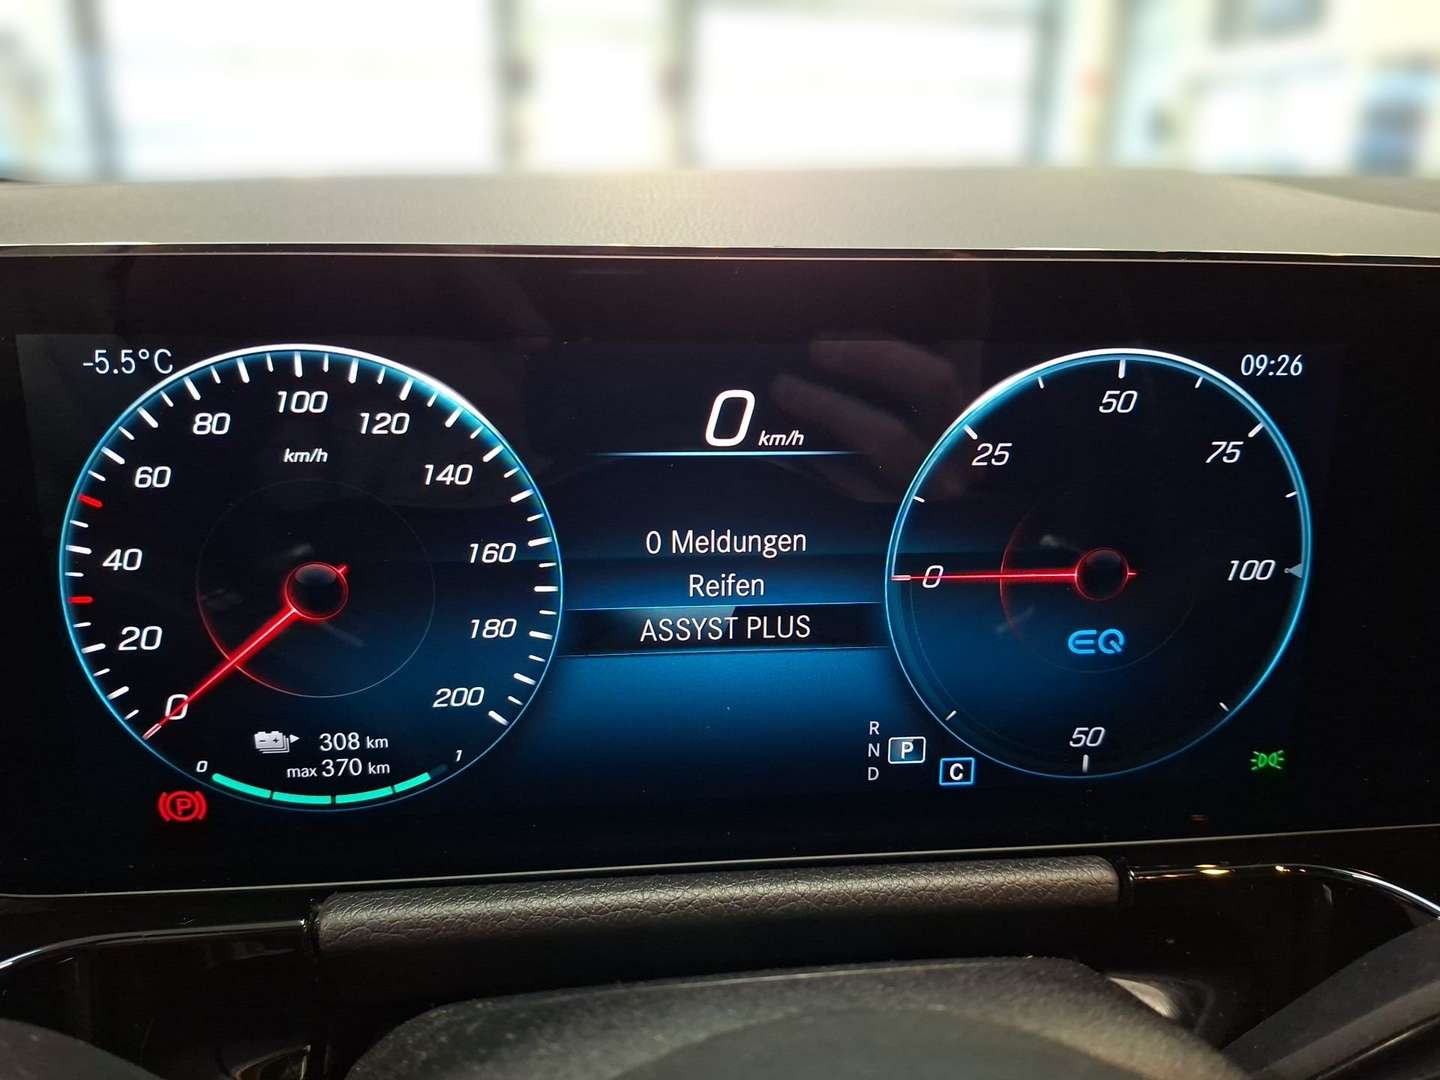 -5.5°C
09:26
0 km/h
0
20
40
60
80
100
120
140
160
180
200
km/h
308 km
max 370 km
0
1
P
0 Meldungen
Reifen
ASSYST PLUS
0
25
50
75
100
50
EQ
R
N P
D
C